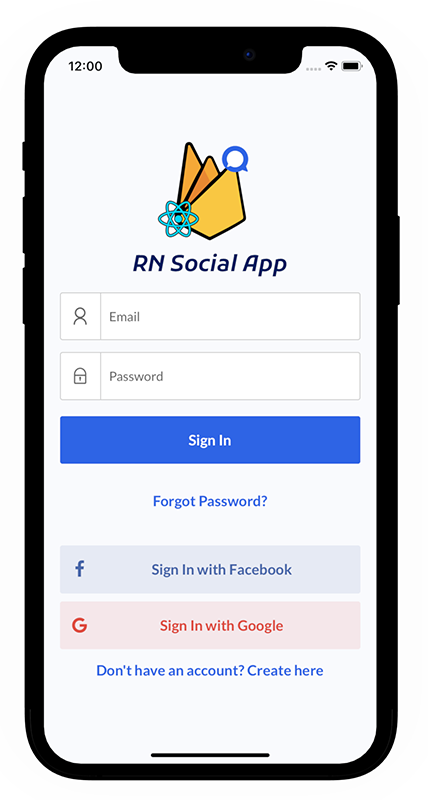 12:00
RN Social App
Email
Password
Sign In
Forgot Password?
f Sign In with Facebook
G Sign In with Google
Don't have an account? Create here